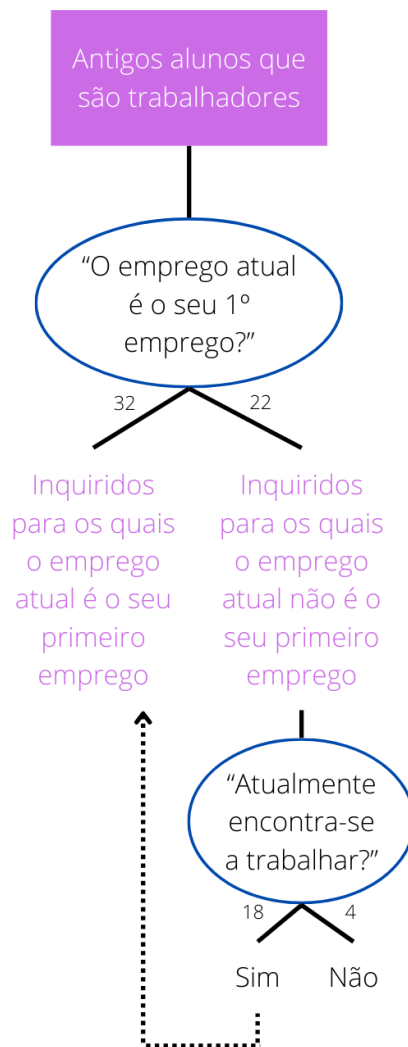 Antigos alunos que
são trabalhadores
“O emprego atual
é o seu 1º
emprego?”
32
22
Inquiridos
para os quais
o emprego
atual é o seu
primeiro
emprego
Inquiridos
para os quais
o emprego
atual não é o
seu primeiro
emprego
“Atualmente
encontra-se
a trabalhar?”
18
4
Sim
Não